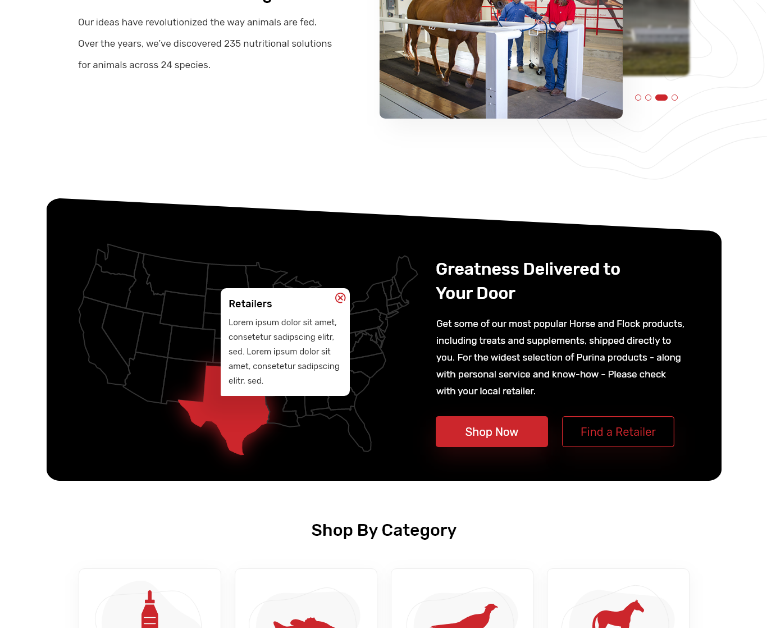 Our ideas have revolutionized the way animals are fed.
Over the years, we've discovered 235 nutritional solutions
for animals across 24 species.
Greatness Delivered to
Your Door
Retailers
Lorem ipsum dolor sit amet,
consetetur sadipscing elitr,
sed. Lorem ipsum dolor sit
amet, consetetur sadipscing
elitr, sed.
Get some of our most popular Horse and Flock products,
including treats and supplements, shipped directly to
you. For the widest selection of Purina products - along
with personal service and know-how - Please check
with your local retailer.
Shop Now
Find a Retailer
Shop By Category